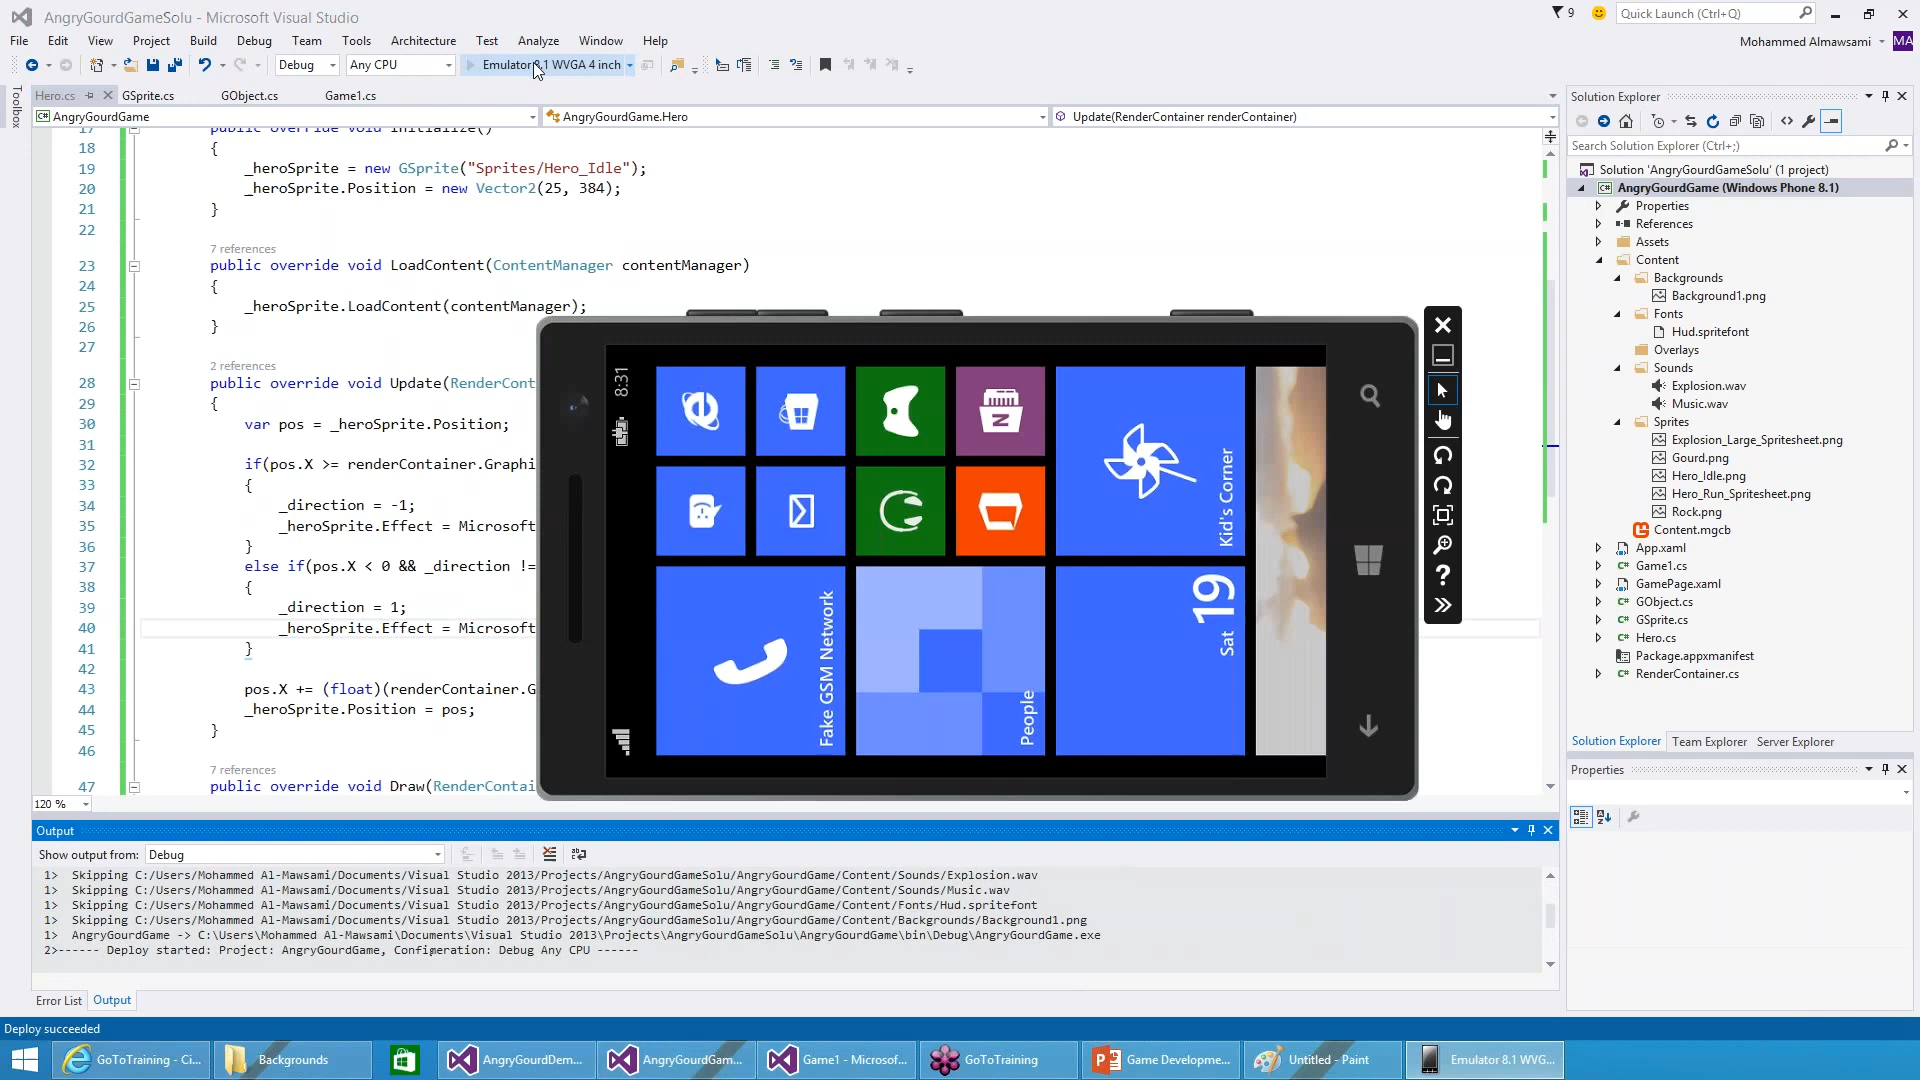 AngryGourdGameSolu - Microsoft Visual Studio
9
Quick Launch (Ctrl+Q)
File Edit View Project Build Debug Team Tools Architecture Test Analyze Window Help
Mohammed Almawsami
MA
Debug
Any CPU
Emulator 8.1 WVGA 4 inch
Toolbox
Hero.cs
GSprite.cs
GObject.cs
Game1.cs
AngryGourdGame
AngryGourdGame.Hero
Update(RenderContainer renderContainer)
17 public override void Initialize()
18 {
19 _heroSprite = new GSprite("Sprites/Hero_Idle");
20 _heroSprite.Position = new Vector2(25, 384);
21 }
22
7 references
23 public override void LoadContent(ContentManager contentManager)
24 {
25 _heroSprite.LoadContent(contentManager);
26 }
27
2 references
28 public override void Update(RenderCont
29 {
30 var pos = _heroSprite.Position;
31
32 if(pos.X >= renderContainer.Graphi
33 {
34 _direction = -1;
35 _heroSprite.Effect = Microsoft
36 }
37 else if(pos.X < 0 && _direction !=
38 {
39 _direction = 1;
40 _heroSprite.Effect = Microsoft
41 }
42
43 pos.X += (float)(renderContainer.G
44 _heroSprite.Position = pos;
45 }
46
7 references
47 public override void Draw(RenderContai
120 %
8:31
N
Kid's Corner
Fake GSM Network
People
19
Sat
?
Solution Explorer
Search Solution Explorer (Ctrl+;)
Solution 'AngryGourdGameSolu' (1 project)
AngryGourdGame (Windows Phone 8.1)
Properties
References
Assets
Content
Backgrounds
Background1.png
Fonts
Hud.spritefont
Overlays
Sounds
Explosion.wav
Music.wav
Sprites
Explosion_Large_Spritesheet.png
Gourd.png
Hero_Idle.png
Hero_Run_Spritesheet.png
Rock.png
Content.mgcb
App.xaml
Game1.cs
GamePage.xaml
GObject.cs
GSprite.cs
Hero.cs
Package.appxmanifest
RenderContainer.cs
Solution Explorer Team Explorer Server Explorer
Properties
Output
Show output from: Debug
1> Skipping C:/Users/Mohammed Al-Mawsami/Documents/Visual Studio 2013/Projects/AngryGourdGameSolu/AngryGourdGame/Content/Sounds/Explosion.wav
1> Skipping C:/Users/Mohammed Al-Mawsami/Documents/Visual Studio 2013/Projects/AngryGourdGameSolu/AngryGourdGame/Content/Sounds/Music.wav
1> Skipping C:/Users/Mohammed Al-Mawsami/Documents/Visual Studio 2013/Projects/AngryGourdGameSolu/AngryGourdGame/Content/Fonts/Hud.spritefont
1> Skipping C:/Users/Mohammed Al-Mawsami/Documents/Visual Studio 2013/Projects/AngryGourdGameSolu/AngryGourdGame/Content/Backgrounds/Background1.png
1> AngryGourdGame -> C:\Users\Mohammed Al-Mawsami\Documents\Visual Studio 2013\Projects\AngryGourdGameSolu\AngryGourdGame\bin\Debug\AngryGourdGame.exe
2>------ Deploy started: Project: AngryGourdGame, Configuration: Debug Any CPU ------
Error List Output
Deploy succeeded
GoToTraining - Ci...
Backgrounds
AngryGourdDem...
AngryGourdGam...
Game1 - Microsof...
GoToTraining
Game Developme...
Untitled - Paint
Emulator 8.1 WVG...